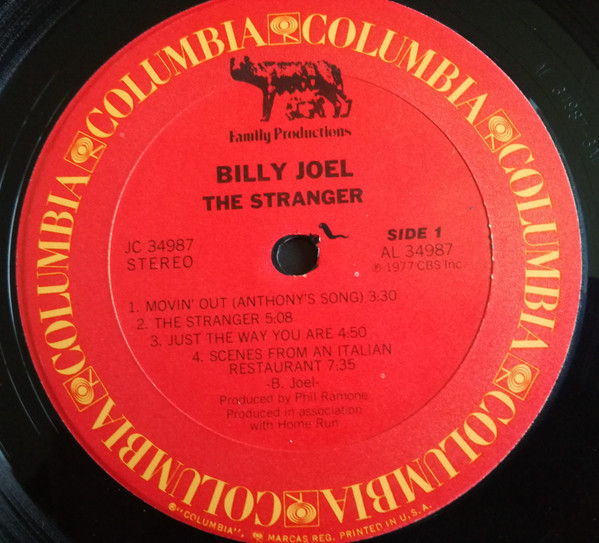 COLUMBIA COLUMBIA COLUMBIA COLUMBIA COLUMBIA COLUMBIA
Family Productions
BILLY JOEL
THE STRANGER
JC 34987
STEREO
SIDE 1
AL 34987
℗ 1977 CBS Inc.
1. MOVIN' OUT (ANTHONY'S SONG) 3:30
2. THE STRANGER 5:08
3. JUST THE WAY YOU ARE 4:50
4. SCENES FROM AN ITALIAN
RESTAURANT 7:35
-B. Joel-
Produced by Phil Ramone
Produced in association
with Home Run
® "COLUMBIA", MARCAS REG. PRINTED IN U.S.A.